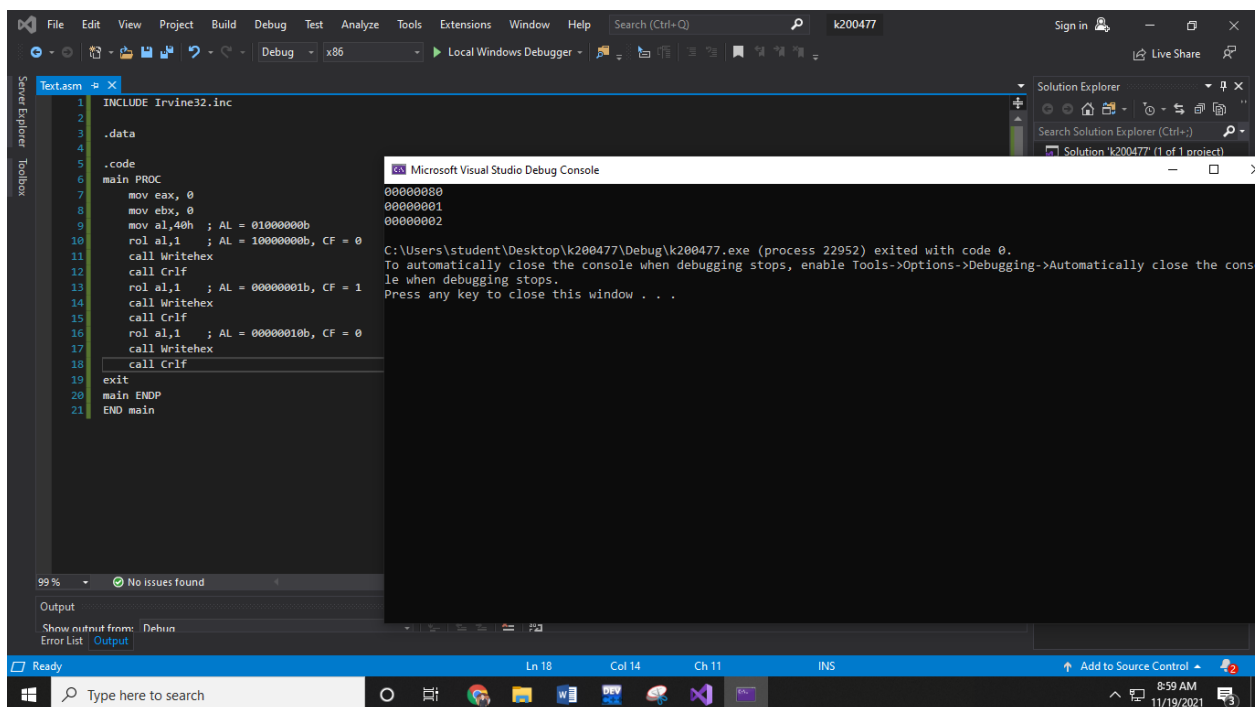 File Edit View Project Build Debug Test Analyze Tools Extensions Window Help Search (Ctrl+Q) k200477 Sign in
Debug x86 Local Windows Debugger Live Share
Server Explorer
Toolbox
Text.asm
1 INCLUDE Irvine32.inc
2
3 .data
4
5 .code
6 main PROC
7 mov eax, 0
8 mov ebx, 0
9 mov al,40h ; AL = 01000000b
10 rol al,1 ; AL = 10000000b, CF = 0
11 call Writehex
12 call Crlf
13 rol al,1 ; AL = 00000001b, CF = 1
14 call Writehex
15 call Crlf
16 rol al,1 ; AL = 00000010b, CF = 0
17 call Writehex
18 call Crlf
19 exit
20 main ENDP
21 END main
Solution Explorer
Search Solution Explorer (Ctrl+;)
Solution 'k200477' (1 of 1 project)
Microsoft Visual Studio Debug Console
00000080
00000001
00000002
C:\Users\student\Desktop\k200477\Debug\k200477.exe (process 22952) exited with code 0.
To automatically close the console when debugging stops, enable Tools->Options->Debugging->Automatically close the conso
le when debugging stops.
Press any key to close this window . . .
99 % No issues found
Output
Show output from: Debug
Error List Output
Ready Ln 18 Col 14 Ch 11 INS Add to Source Control 2
Type here to search DEV 8:59 AM
11/19/2021 3